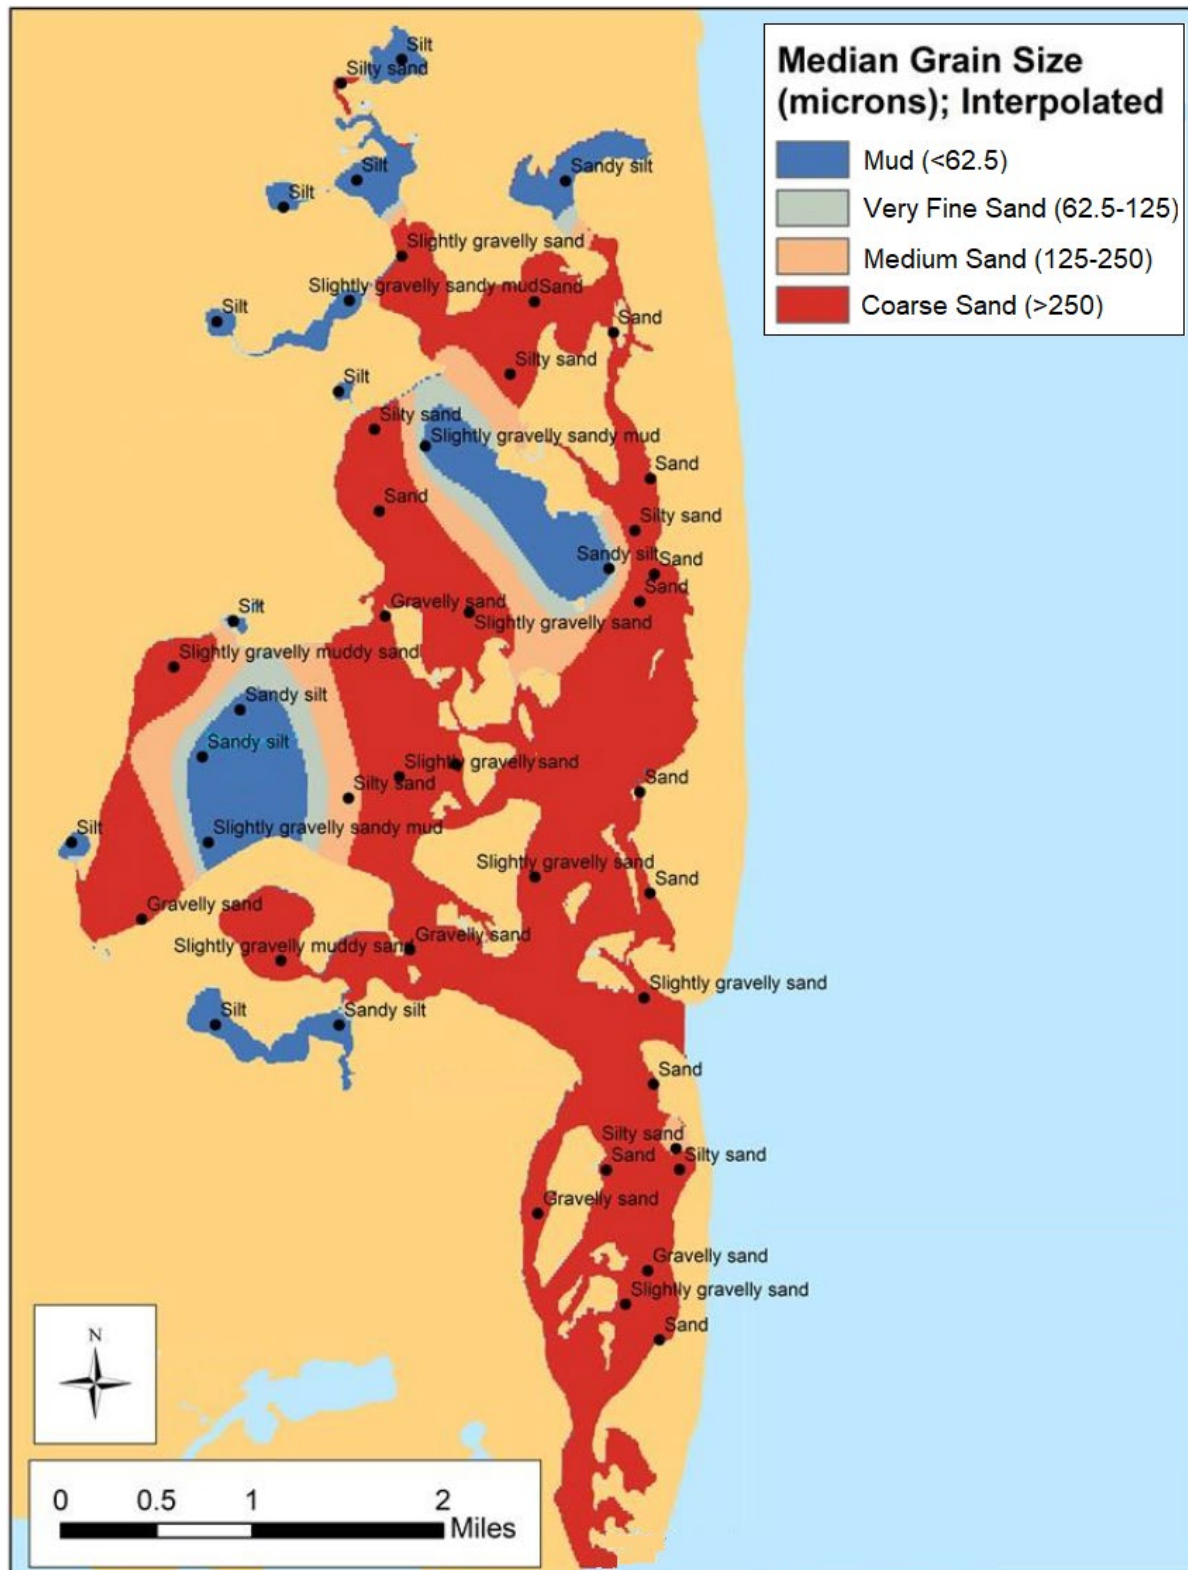 Median Grain Size
(microns); Interpolated
Mud (<62.5)
Very Fine Sand (62.5-125)
Medium Sand (125-250)
Coarse Sand (>250)
Silt
Silty sand
Silt
Sandy silt
Silt
Slightly gravelly sand
Slightly gravelly sandy mud
Sand
Silt
Sand
Silty sand
Silt
Silty sand
Slightly gravelly sandy mud
Sand
Sand
Silty sand
Sandy silt
Sand
Sand
Gravelly sand
Slightly gravelly sand
Silt
Slightly gravelly muddy sand
Sandy silt
Sandy silt
Slightly gravelly sand
Silty sand
Sand
Silt
Slightly gravelly sandy mud
Slightly gravelly sand
Sand
Gravelly sand
Gravelly sand
Slightly gravelly muddy sand
Slightly gravelly sand
Silt
Sandy silt
Sand
Silty sand
Sand
Silty sand
Gravelly sand
Gravelly sand
Slightly gravelly sand
Sand
N
0 0.5 1 2
Miles